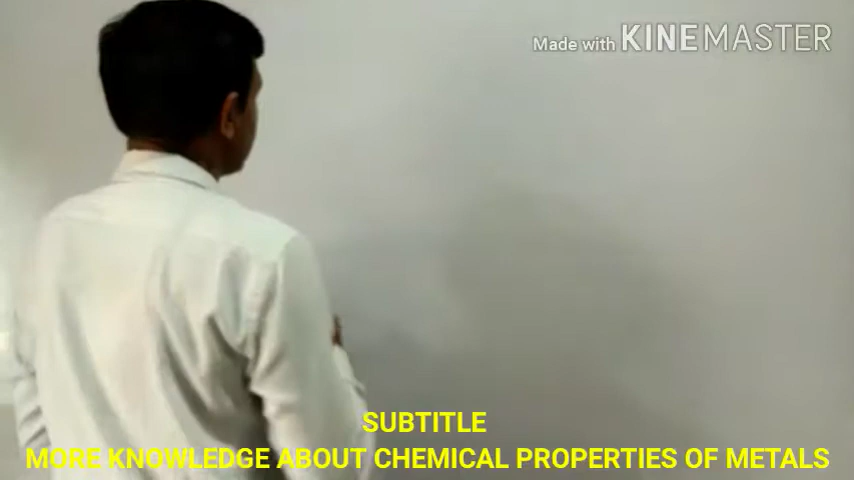 Made with KINEMASTER
SUBTITLE
MORE KNOWLEDGE ABOUT CHEMICAL PROPERTIES OF METALS